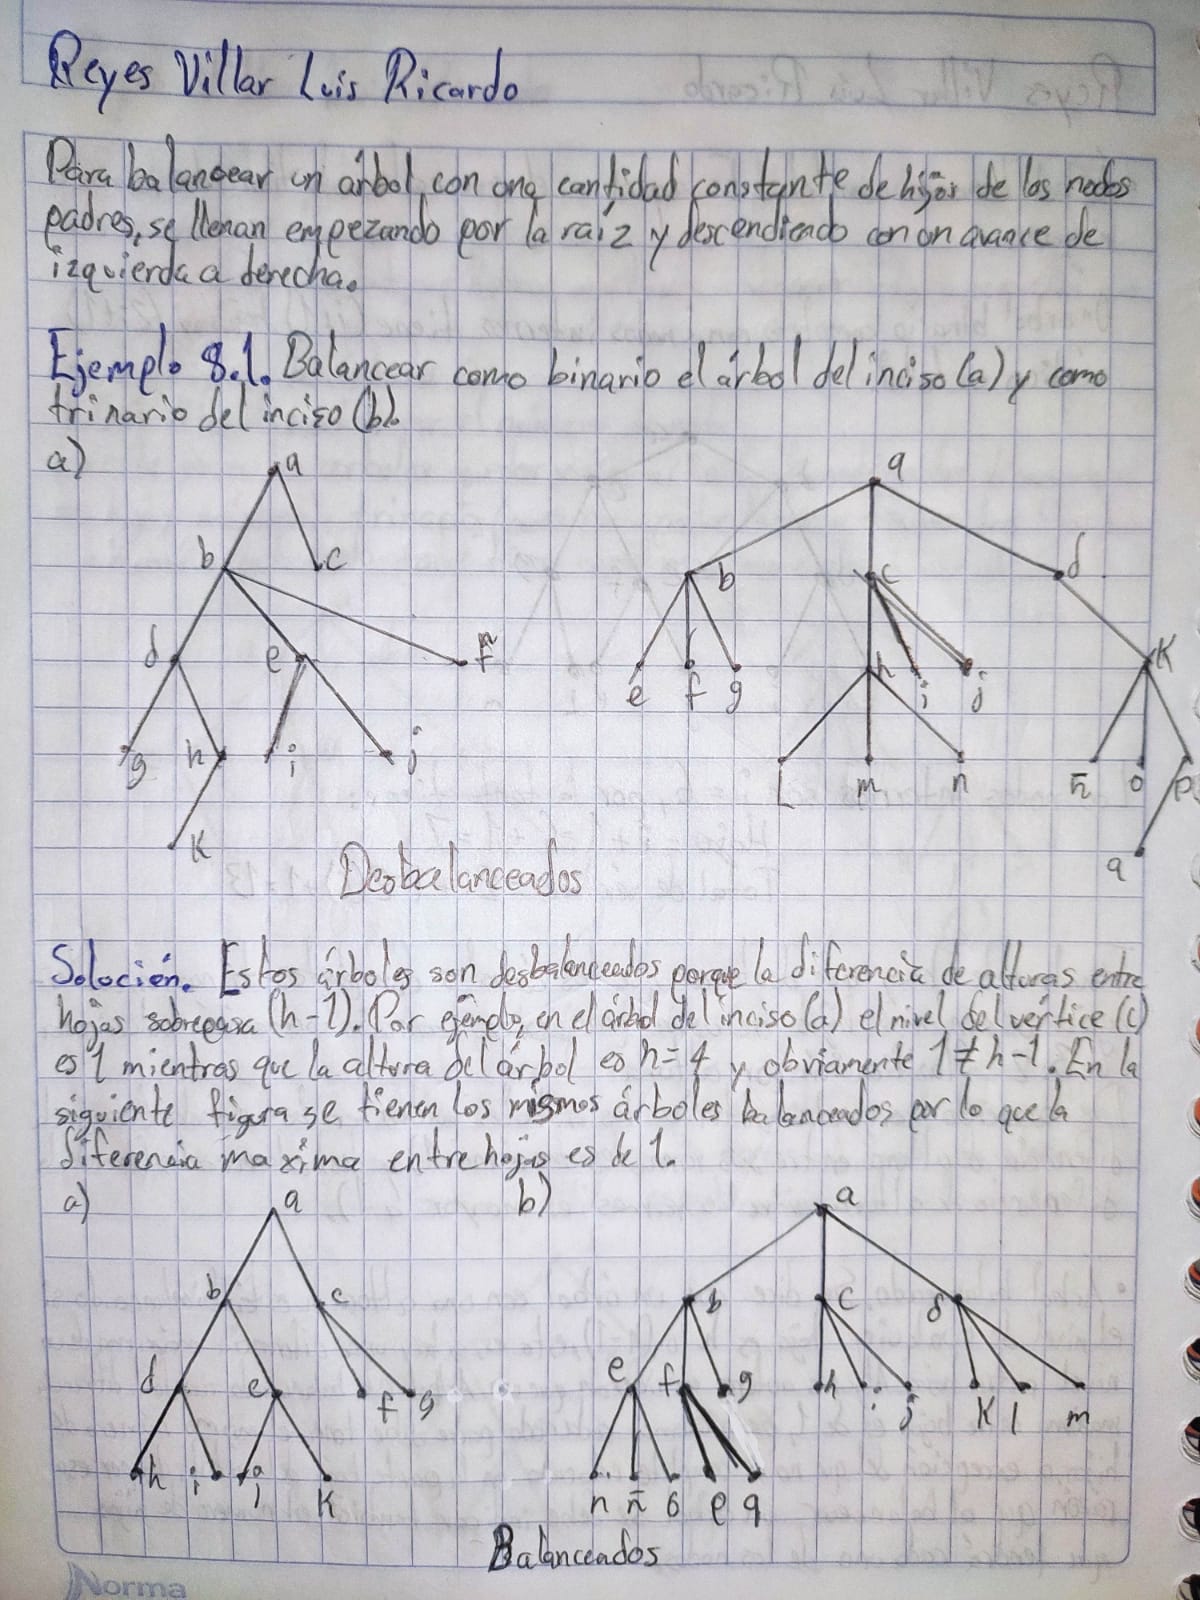 Reyes Villar Luis Ricardo
Para balancear un árbol con una cantidad constante de hijos de los nodos
padres, se llenan empezando por la raíz y descendiendo con un avance de
izquierda a derecha.
Ejemplo 8.1. Balancear como binario el árbol del inciso (a) y como
trinario del inciso (b).
a)
a
a
b
c
b
c
d
d
e
f
e
f
g
h
i
j
K
g
h
i
j
l
m
n
ñ
o
p
K
q
Desbalanceados
Solución. Estos árboles son desbalanceados porque la diferencia de alturas entre
hojas sobrepasa (h-1). Por ejemplo, en el árbol del inciso (a) el nivel del vértice (c)
es 1 mientras que la altura del árbol es h=4 y obviamente 1≠h-1. En la
siguiente figura se tienen los mismos árboles balanceados por lo que la
diferencia maxima entre hojas es de 1.
a)
b)
a
a
b
c
b
c
d
d
e
f
g
e
f
g
h
i
j
K
l
m
h
i
j
K
n
ñ
o
p
q
Balanceados
Norma